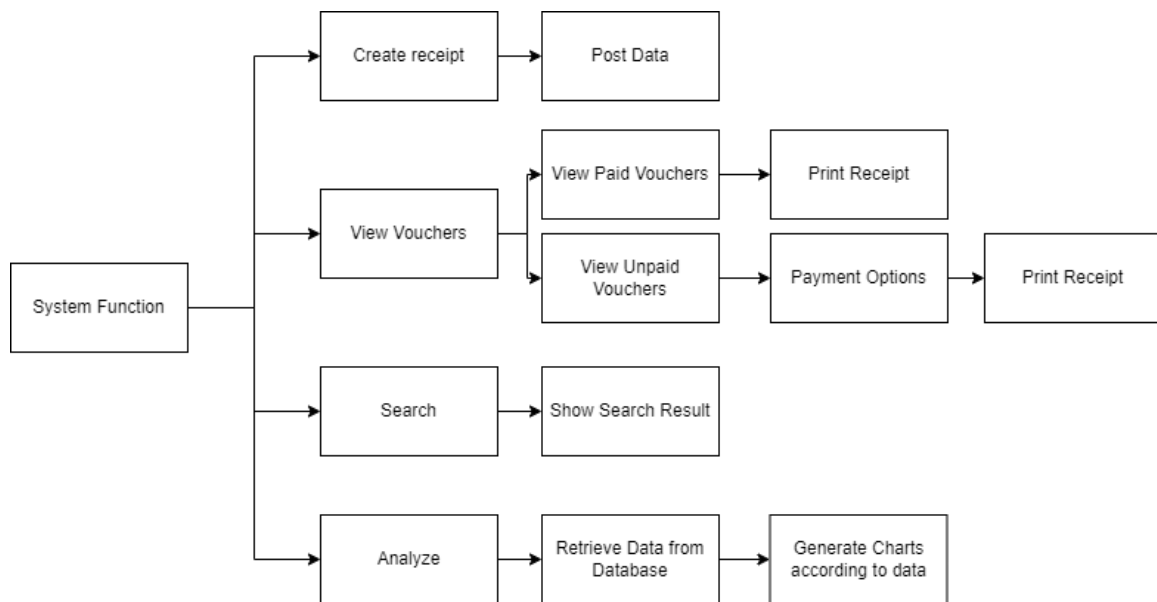 Create receipt
Post Data
View Paid Vouchers
Print Receipt
View Vouchers
View Unpaid
Vouchers
Payment Options
Print Receipt
System Function
Search
Show Search Result
Analyze
Retrieve Data from
Database
Generate Charts
according to data